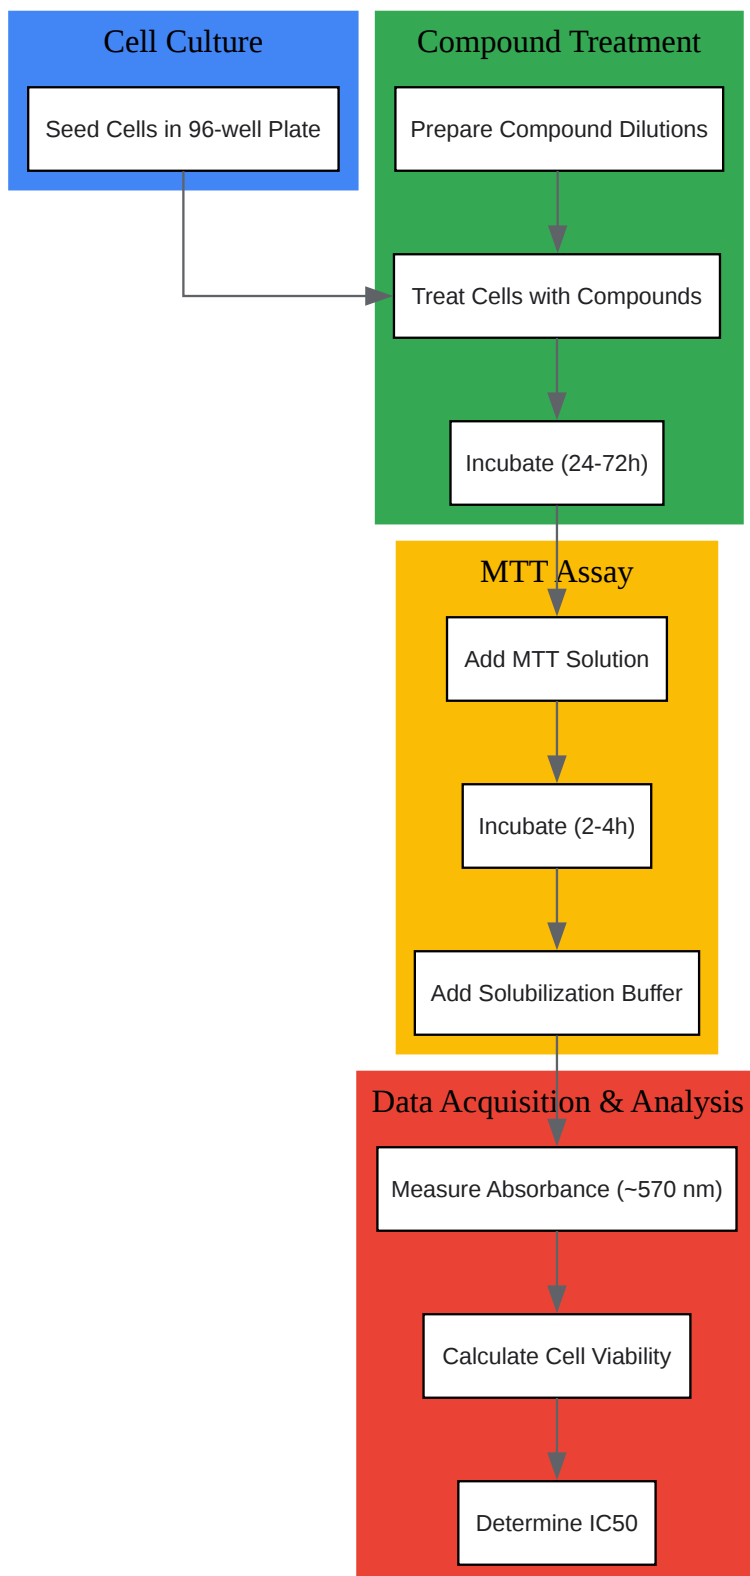 Cell Culture
Seed Cells in 96-well Plate
Compound Treatment
Prepare Compound Dilutions
Treat Cells with Compounds
Incubate (24-72h)
MTT Assay
Add MTT Solution
Incubate (2-4h)
Add Solubilization Buffer
Data Acquisition & Analysis
Measure Absorbance (~570 nm)
Calculate Cell Viability
Determine IC50